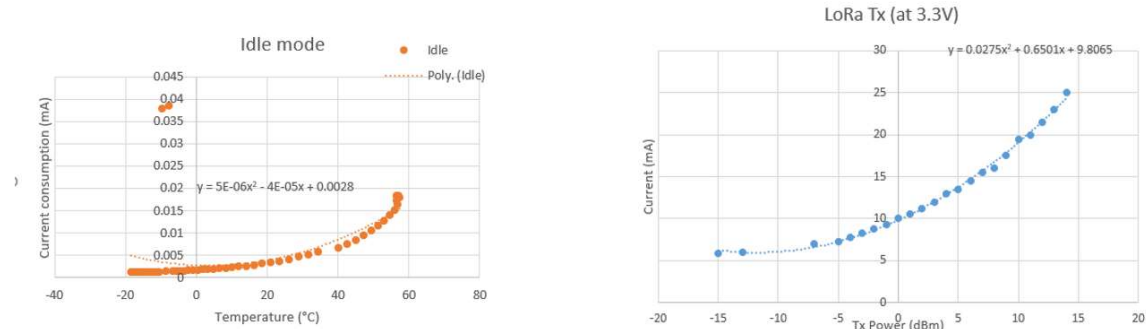 Idle mode
Idle
Poly. (Idle)
0.045
0.04
0.035
0.03
0.025
0.02
0.015
0.01
0.005
0
y = 5E-06x² - 4E-05x + 0.0028
Current consumption (mA)
-40 -20 0 20 40 60 80
Temperature (°C)
LoRa Tx (at 3.3V)
y = 0.0275x² + 0.6501x + 9.8065
30
25
20
15
10
5
0
Current (mA)
-20 -15 -10 -5 0 5 10 15 20
Tx Power (dBm)